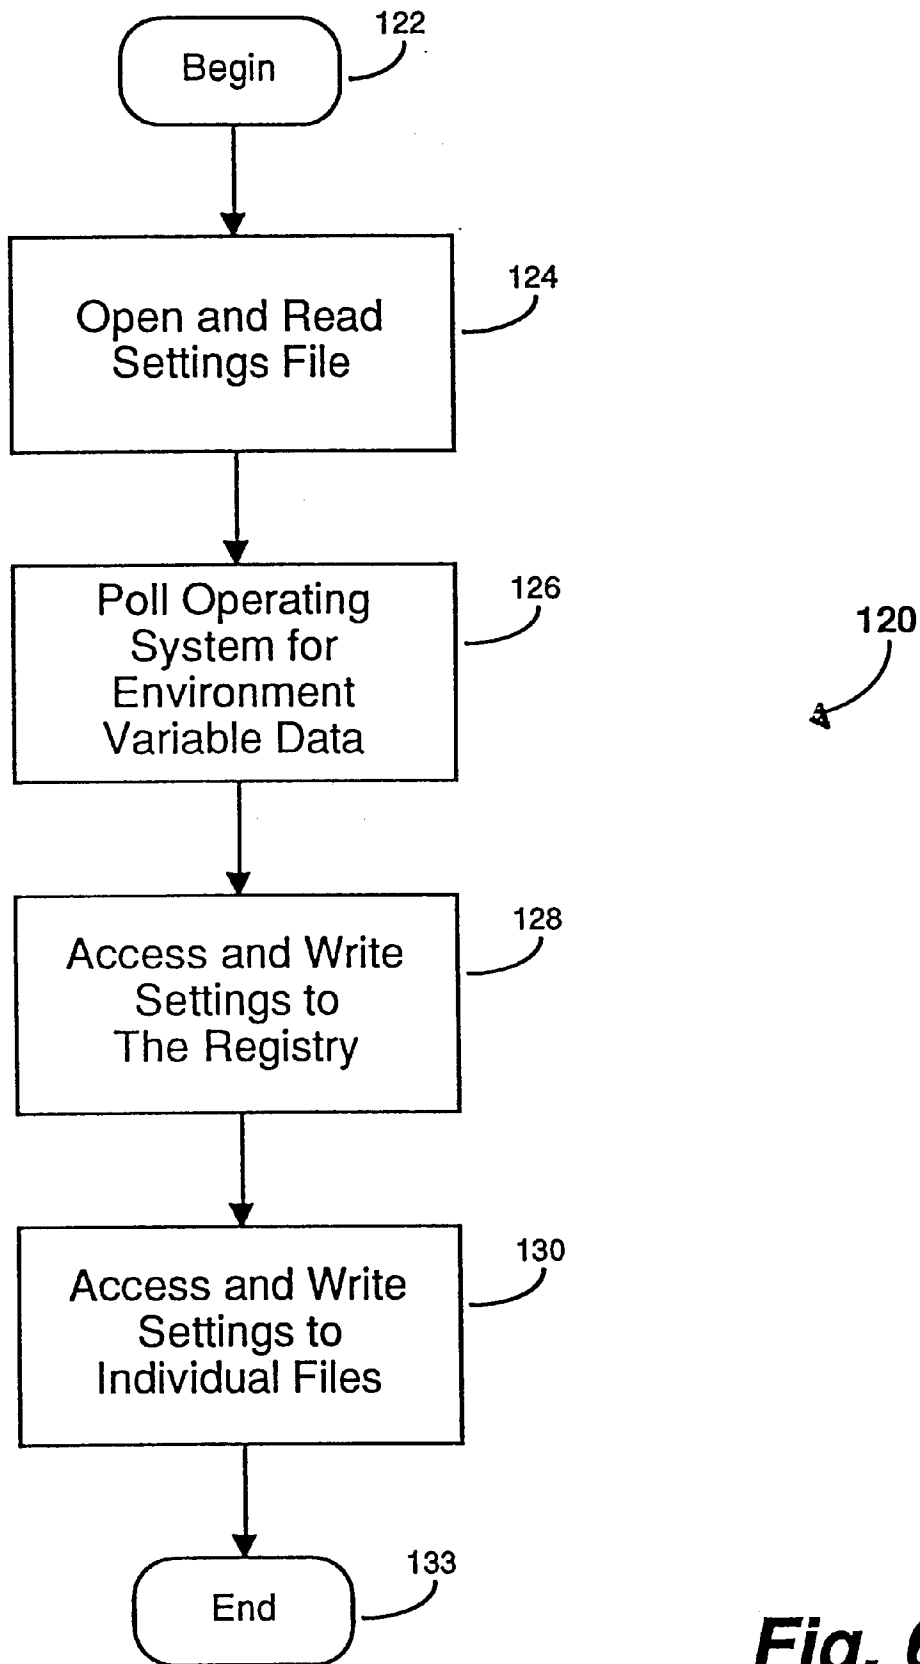 Begin
122
Open and Read
Settings File
124
Poll Operating
System for
Environment
Variable Data
126
120
Access and Write
Settings to
The Registry
128
Access and Write
Settings to
Individual Files
130
End
133
Fig.